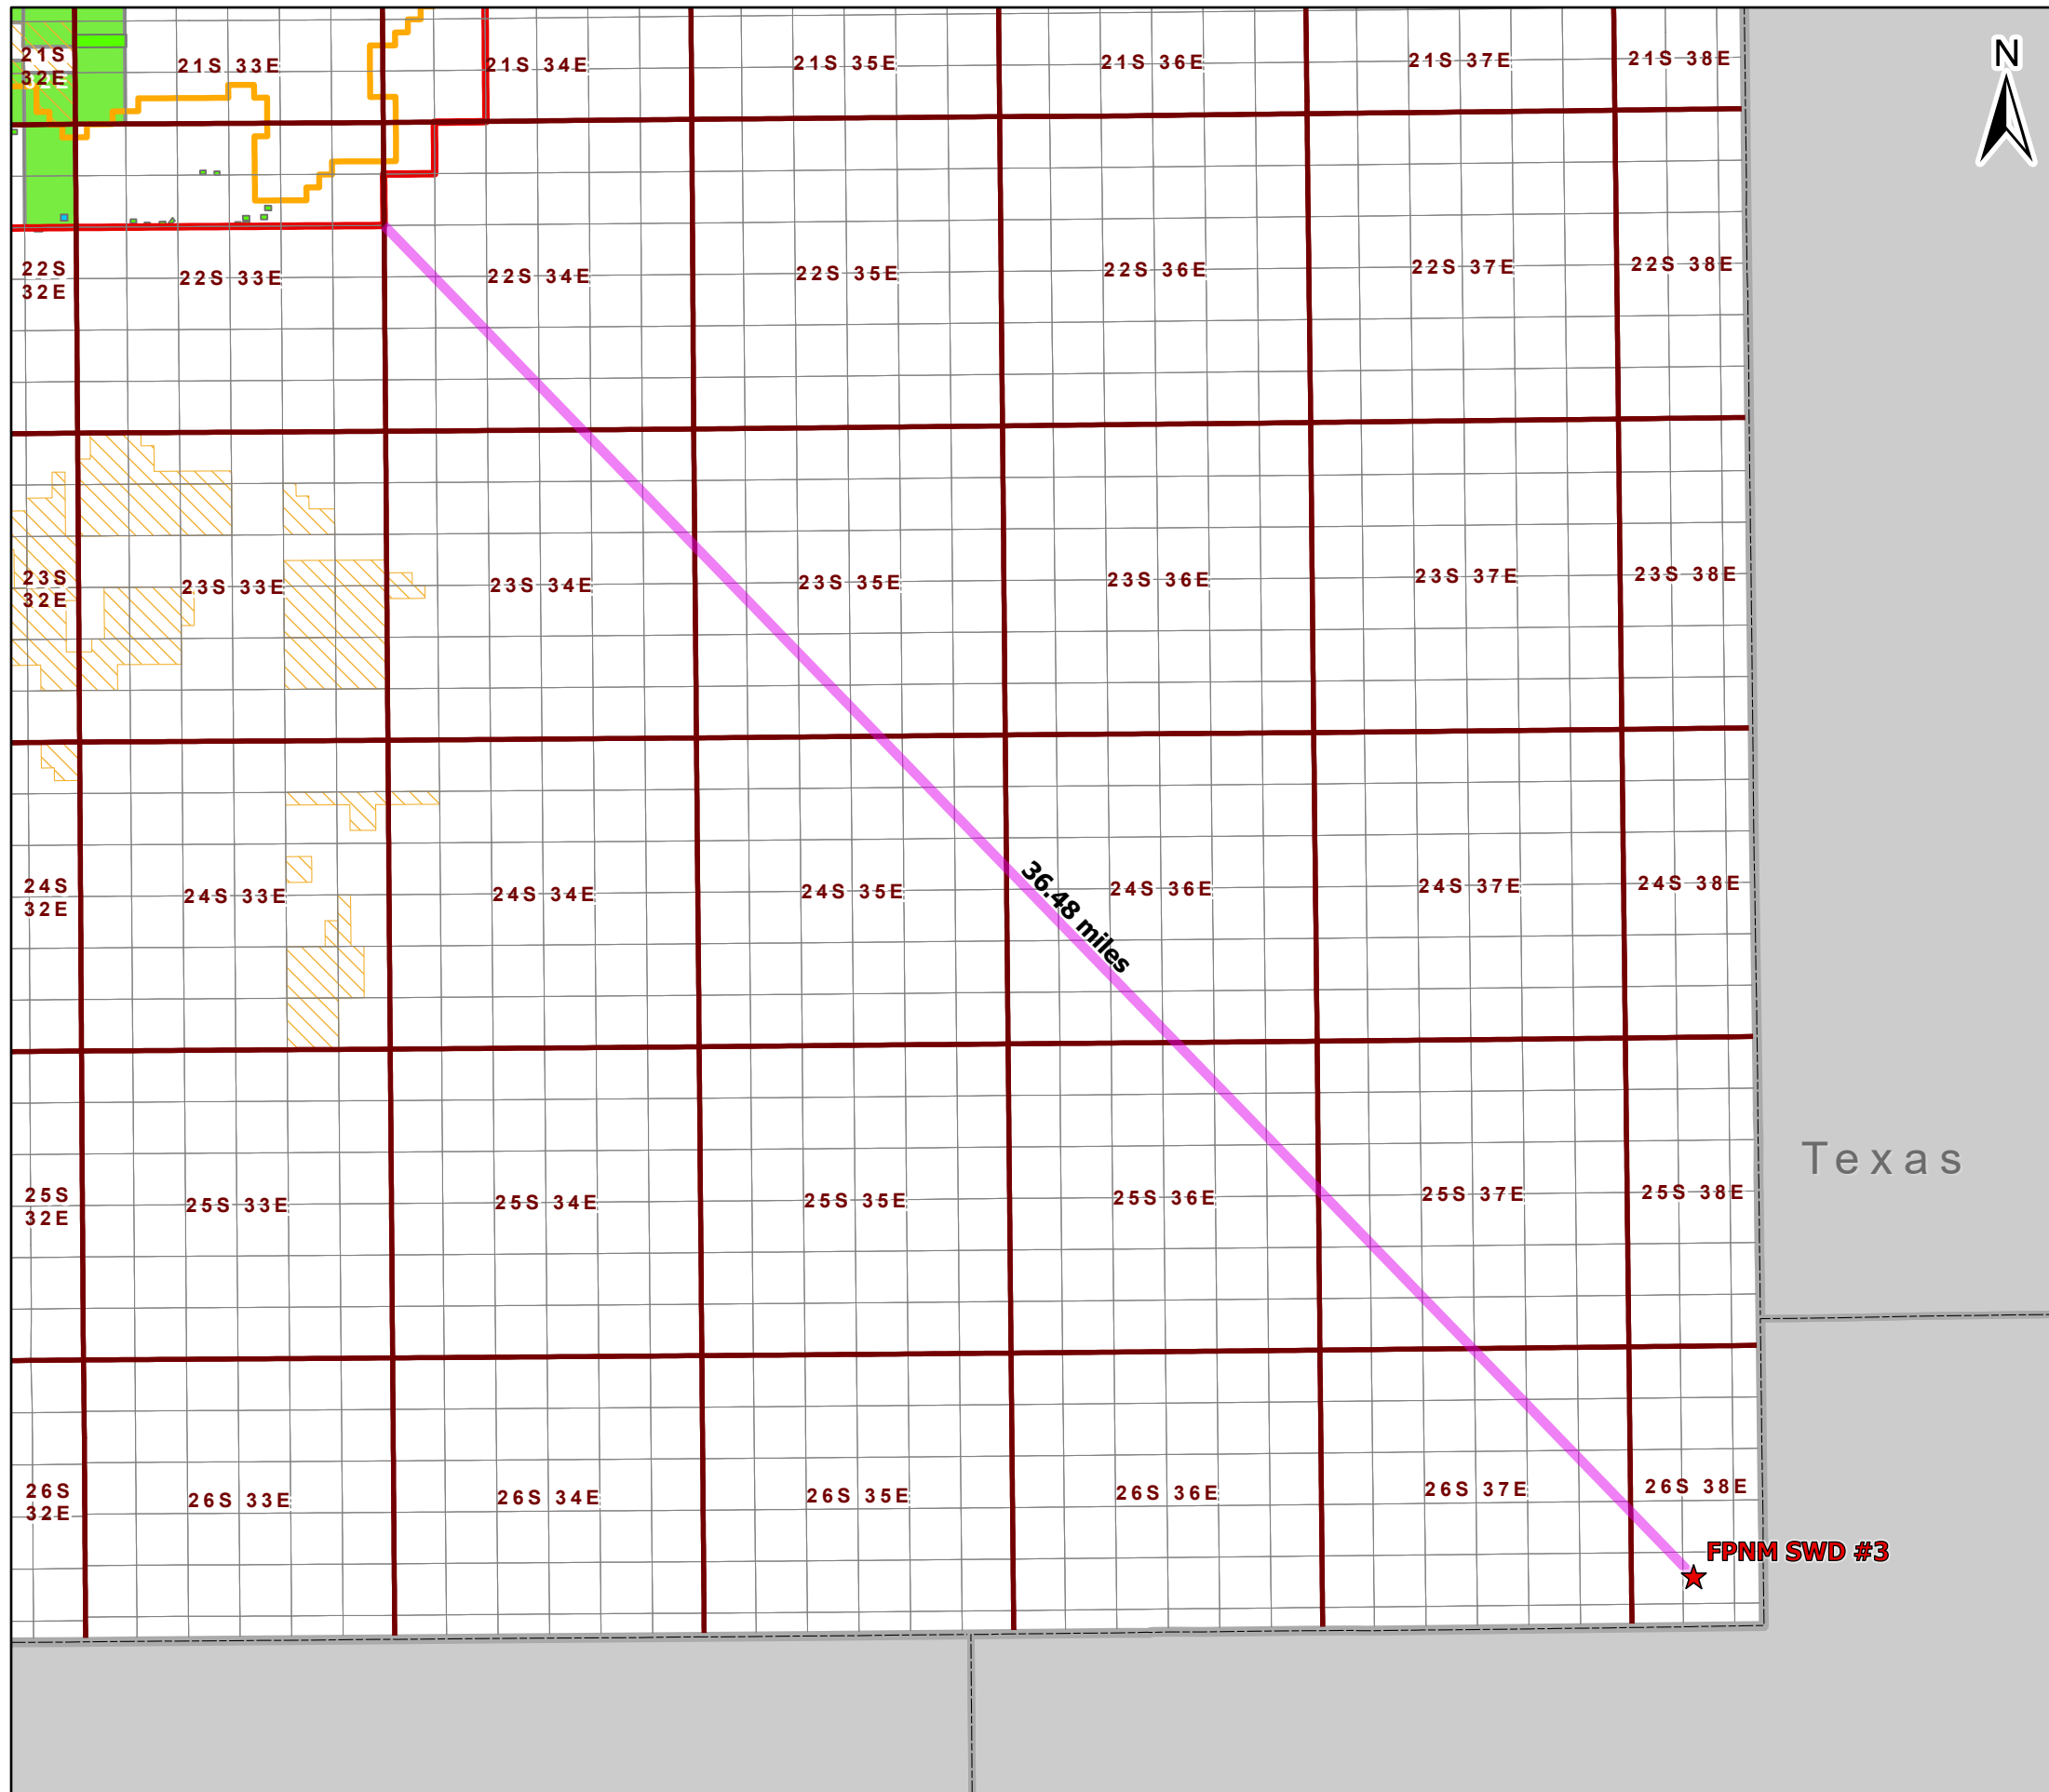 N
21S
32E
21S 33E
21S 34E
21S 35E
21S 36E
21S 37E
21S 38E
22S
32E
22S 33E
22S 34E
22S 35E
22S 36E
22S 37E
22S 38E
23S
32E
23S 33E
23S 34E
23S 35E
23S 36E
23S 37E
23S 38E
24S
32E
24S 33E
24S 34E
24S 35E
36.48 miles
24S 36E
24S 37E
24S 38E
Texas
25S
32E
25S 33E
25S 34E
25S 35E
25S 36E
25S 37E
25S 38E
26S
32E
26S 33E
26S 34E
26S 35E
26S 36E
26S 37E
26S 38E
FPNM SWD #3